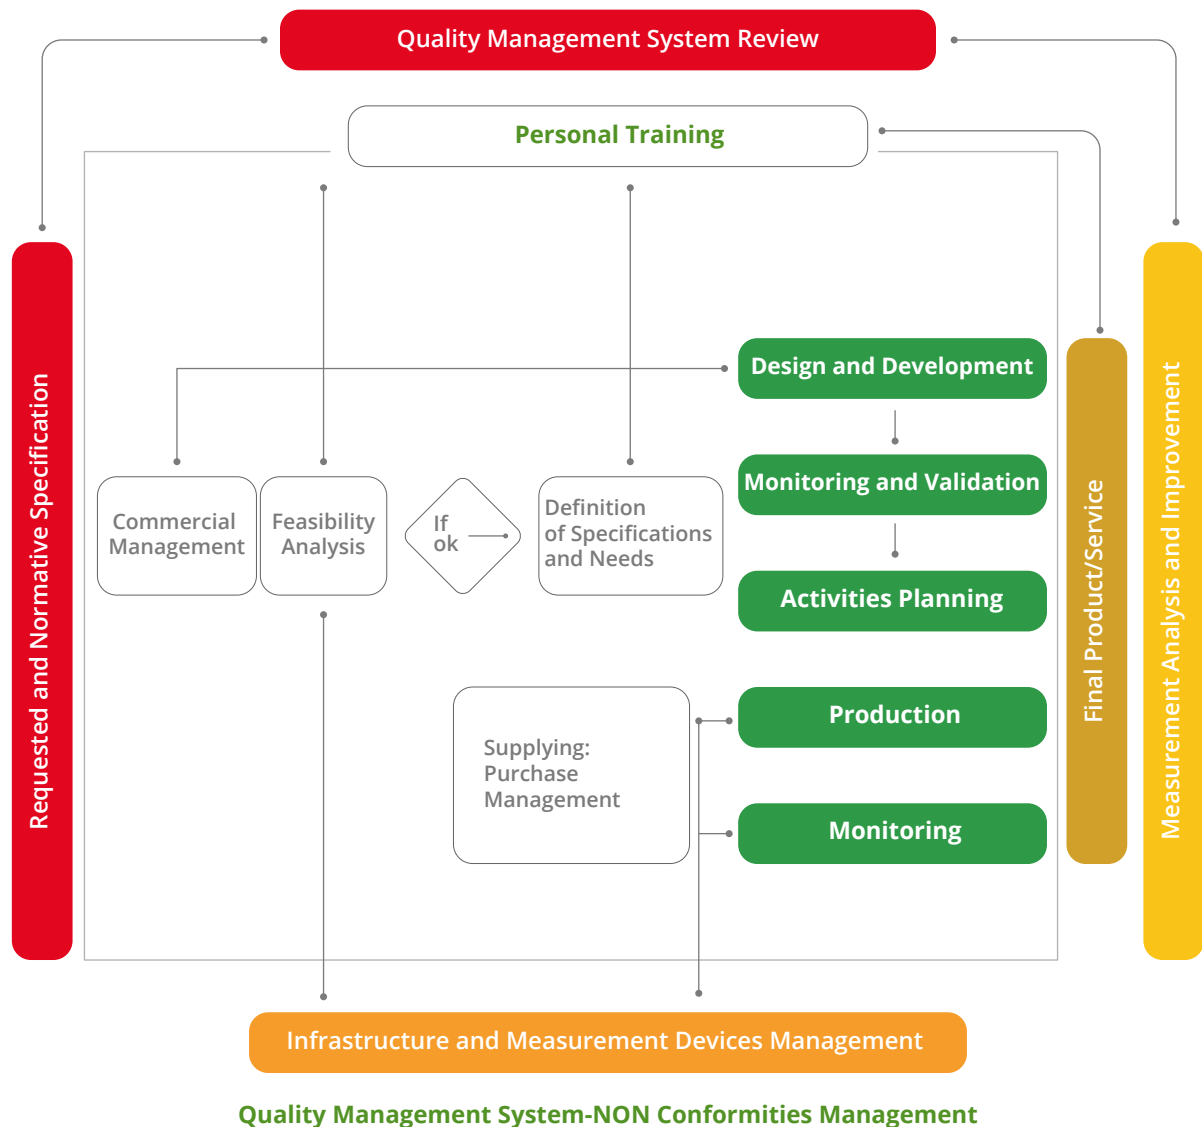 Quality Management System Review
Personal Training
Requested and Normative Specification
Design and Development
Monitoring and Validation
Commercial
Management
Feasibility
Analysis
If
ok
Definition
of Specifications
and Needs
Activities Planning
Supplying:
Purchase
Management
Production
Monitoring
Final Product/Service
Measurement Analysis and Improvement
Infrastructure and Measurement Devices Management
Quality Management System-NON Conformities Management